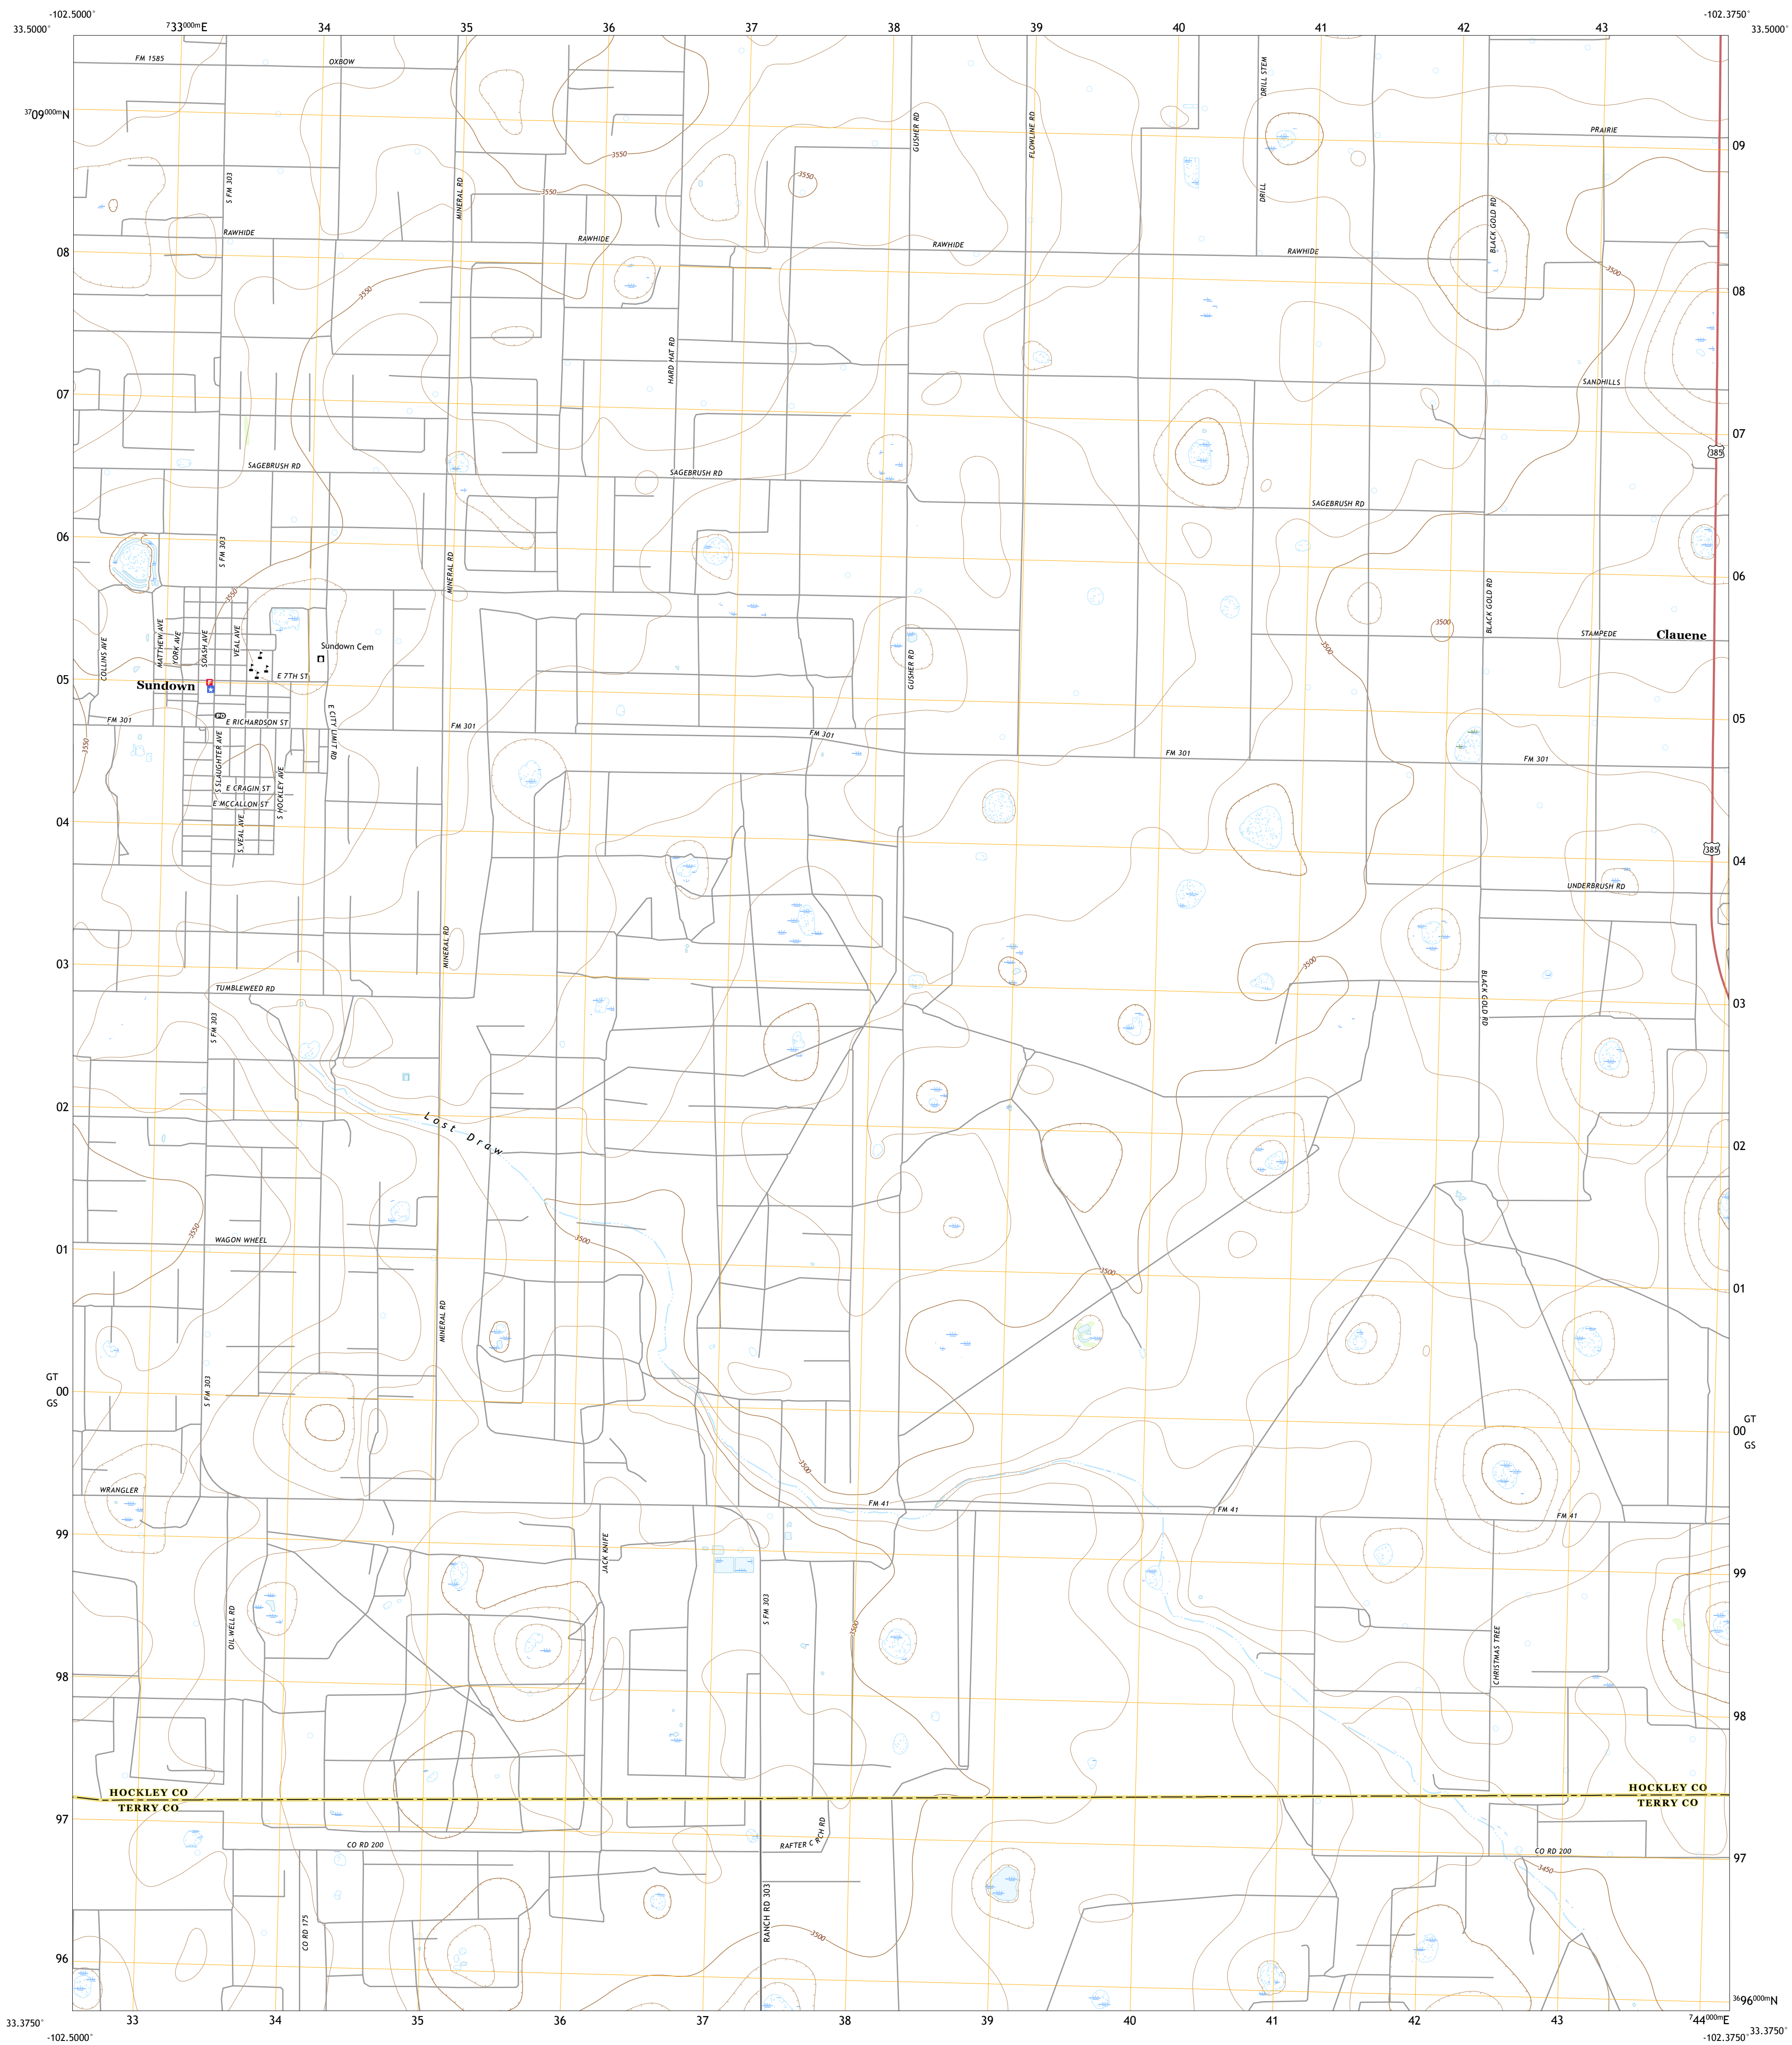 -102.5000°
-102.3750°
33.5000°
⁷33⁰⁰⁰ᵐE
34
35
36
37
38
39
40
41
42
43
33.5000°
FM 1585
OXBOW
DRILL STEM
³⁷09⁰⁰⁰ᵐN
GUSHER RD
FLOWLINE RD
PRAIRIE
09
3550
3550
3550
S FM 303
MINERAL RD
DRILL
BLACK GOLD RD
RAWHIDE
RAWHIDE
RAWHIDE
RAWHIDE
08
3500
08
3550
HARD HAT RD
SANDHILLS
07
07
385
SAGEBRUSH RD
SAGEBRUSH RD
SAGEBRUSH RD
06
S FM 303
MINERAL RD
06
3550
BLACK GOLD RD
3500
STAMPEDE
Clauene
COLLINS AVE
MATTHEW AVE
YORK AVE
SOASH AVE
VEAL AVE
Sundown Cem
GUSHER RD
3500
E 7TH ST
05
Sundown
F
PO
E RICHARDSON ST
E CITY LIMIT RD
05
FM 301
FM 301
FM 301
FM 301
FM 301
3550
S SLAUGHTER AVE
S HOCKLEY AVE
E CRAGIN ST
E MCCALLON ST
04
S VEAL AVE
385
04
UNDERBRUSH RD
MINERAL RD
03
3500
TUMBLEWEED RD
BLACK GOLD RD
03
S FM 303
02
Lost Draw
02
3550
WAGON WHEEL
3500
01
3500
01
MINERAL RD
S FM 303
GT
00
GS
GT
00
GS
3500
WRANGLER
FM 41
FM 41
FM 41
99
JACK KNIFE
99
OIL WELL RD
S FM 303
3500
CHRISTMAS TREE
98
98
HOCKLEY CO
TERRY CO
HOCKLEY CO
TERRY CO
97
CO RD 200
RAFTER C
RD
CO RD 200
97
3450
CO RD 175
RANCH RD 303
3500
96
³⁶96⁰⁰⁰ᵐN
33.3750°
33
34
35
36
37
38
39
40
41
42
43
⁷44⁰⁰⁰ᵐE
33.3750°
-102.5000°
-102.3750°